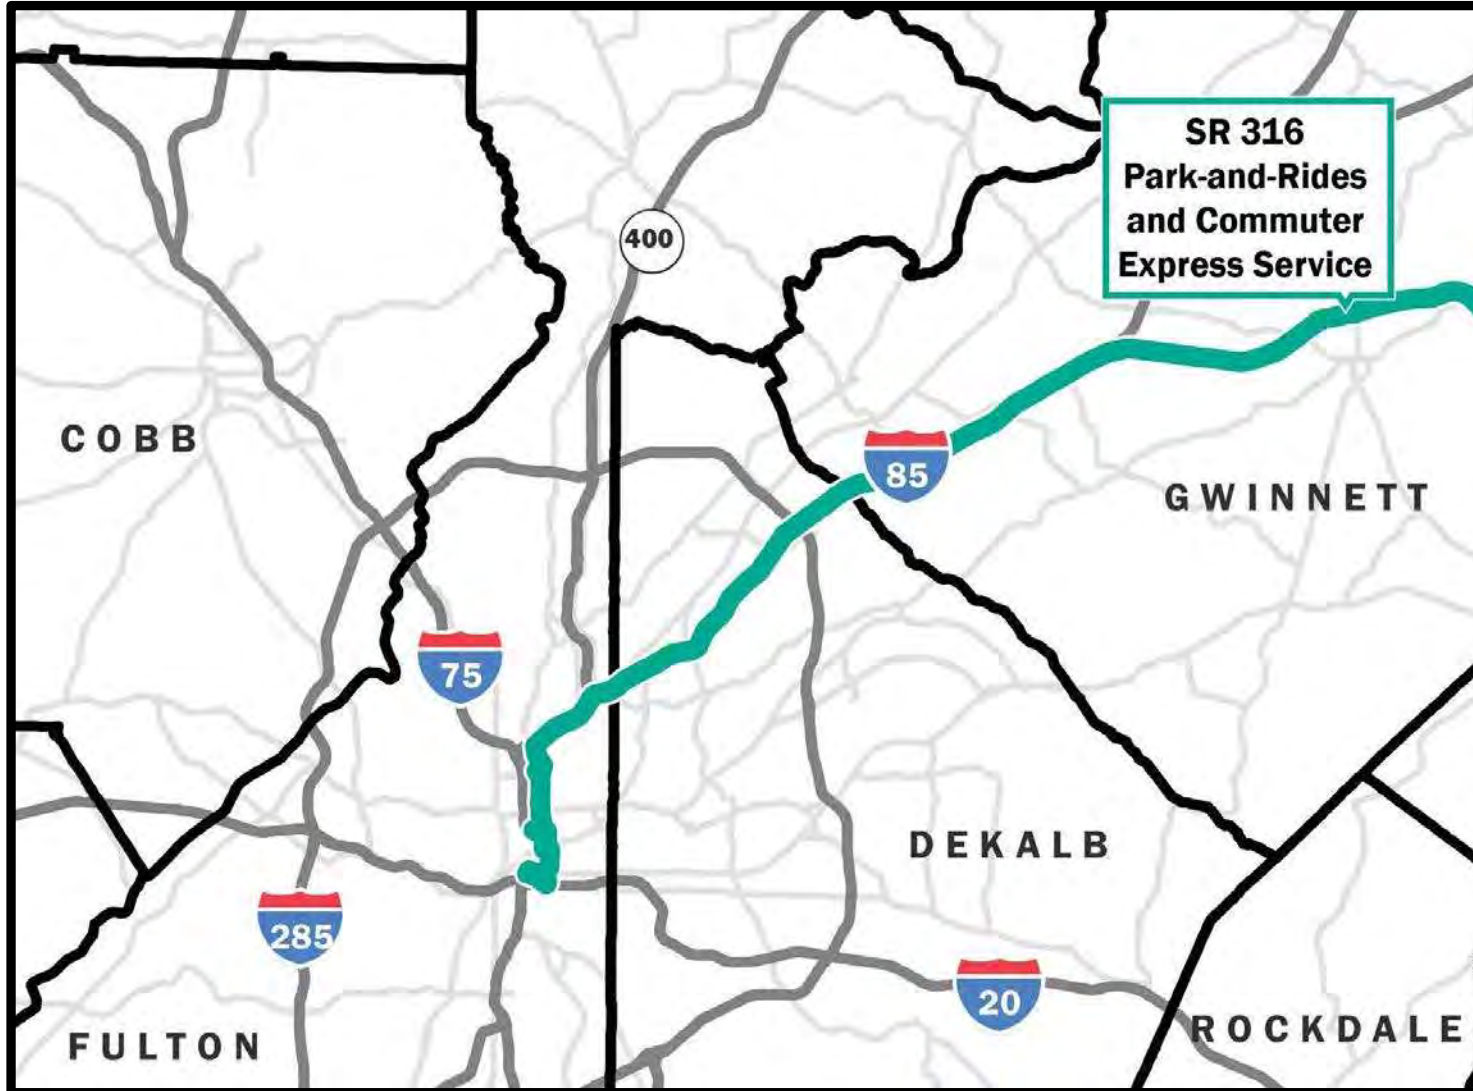 SR 316
Park-and-Rides
and Commuter
Express Service
400
COBB
85
GWINNETT
75
DEKALB
285
20
ROCKDALE
FULTON